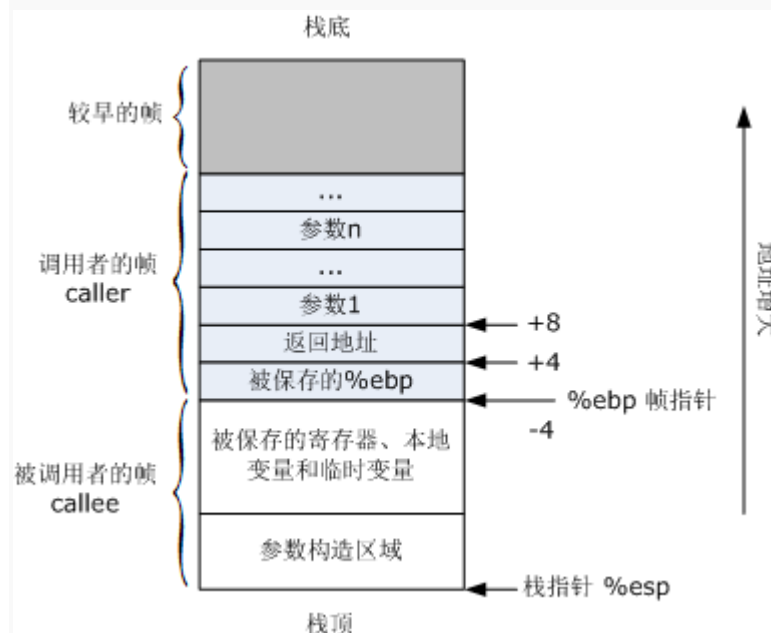 栈底
较早的帧
...
参数n
...
调用者的帧
caller
参数1
+8
返回地址
+4
被保存的%ebp
%ebp 帧指针
-4
被保存的寄存器、本地
变量和临时变量
被调用者的帧
callee
参数构造区域
栈指针 %esp
栈顶
地址增大